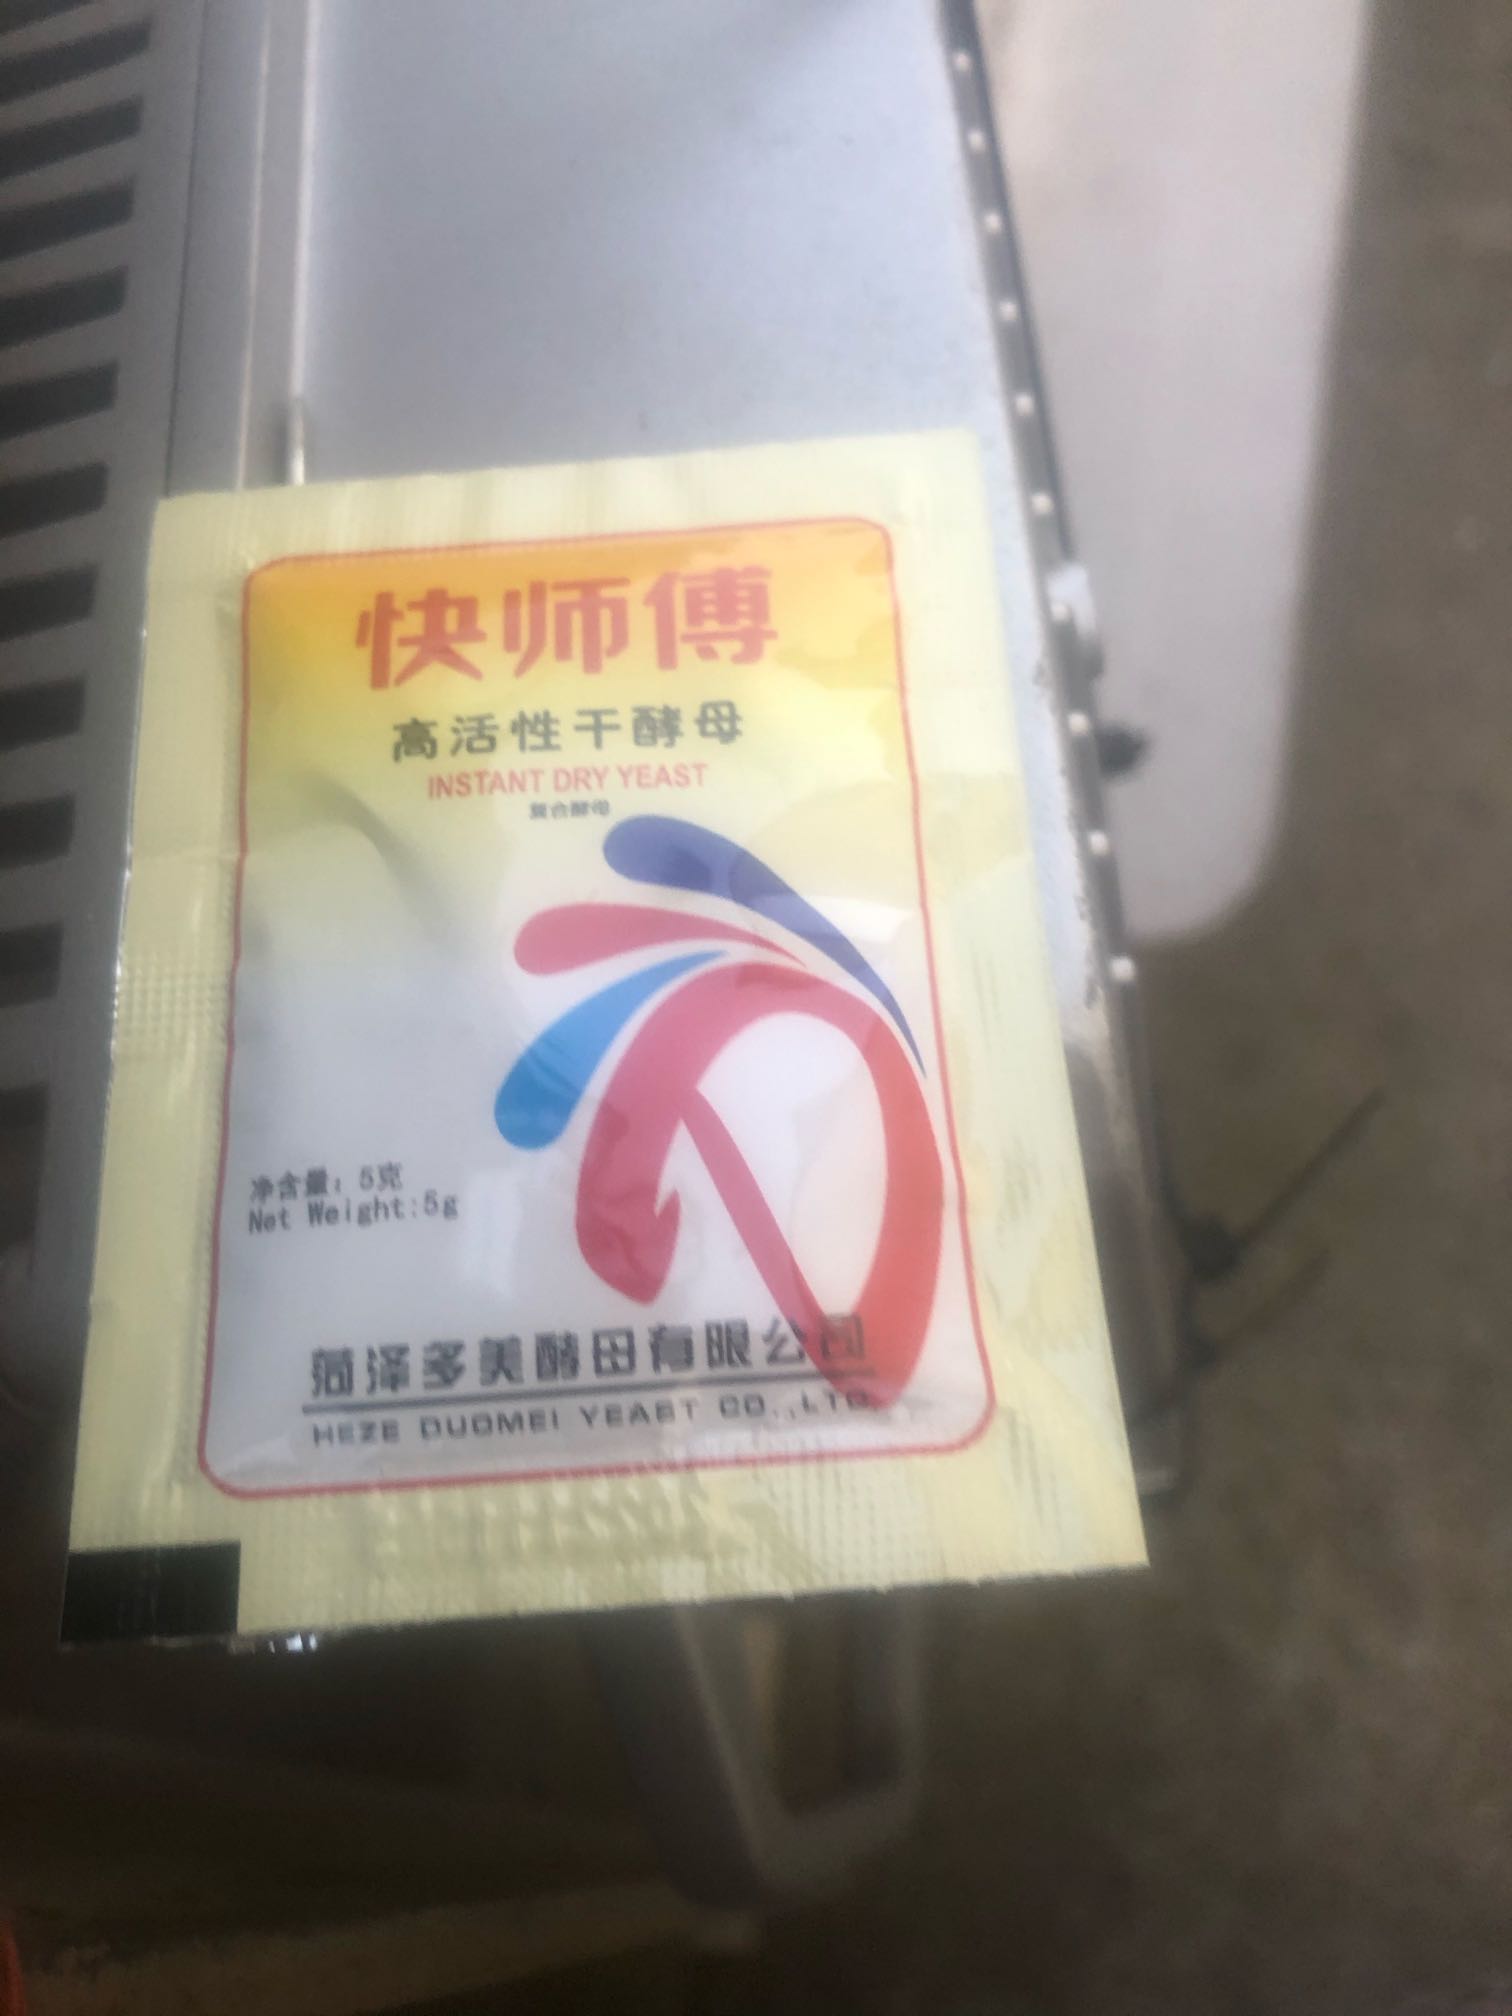 快师傅
高活性干酵母
INSTANT DRY YEAST
复合酵母
净含量：5克
Net Weight:5g
菏泽多美酵母有限公司
HEZE DUOMEI YEAST CO.,LTD.